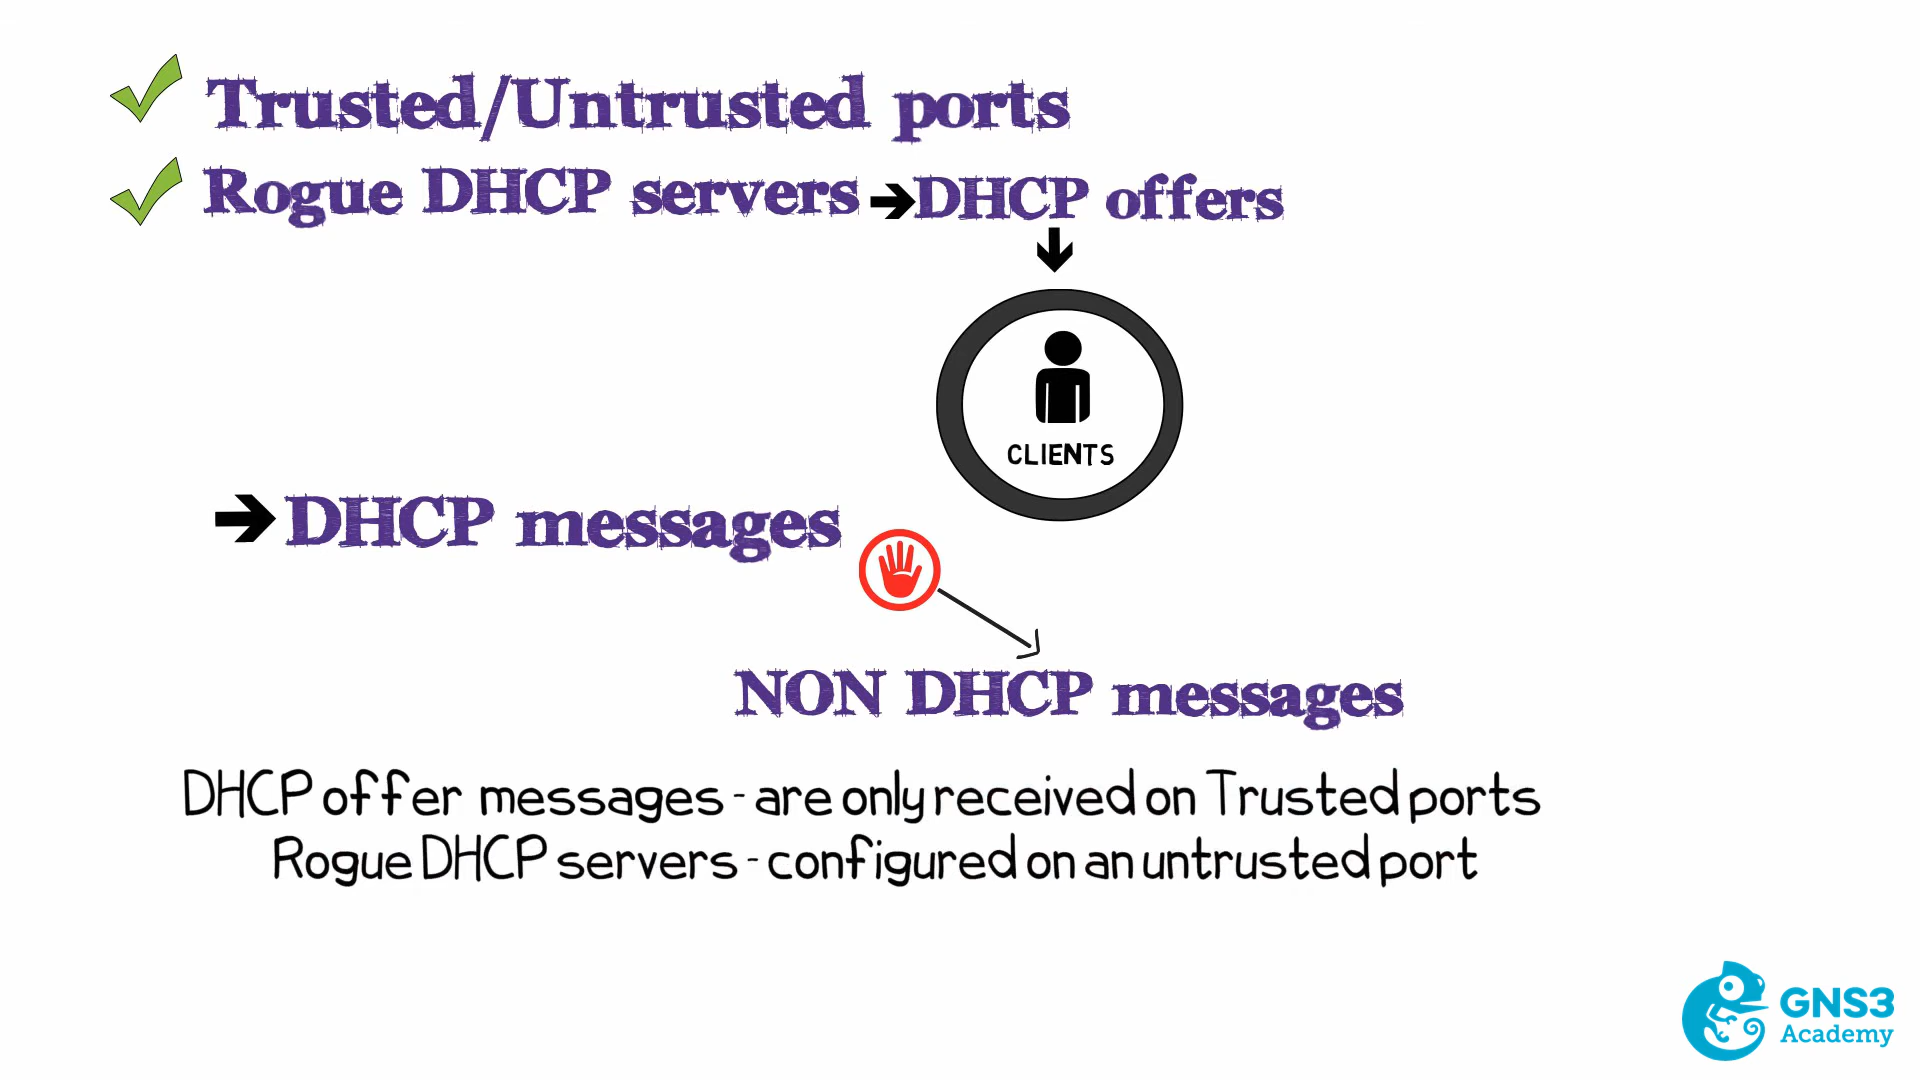 Trusted/Untrusted ports
Rogue DHCP servers DHCP offers
CLIENTS
DHCP messages
NON DHCP messages
DHCP offer messages - are only received on Trusted ports
Rogue DHCP servers - configured on an untrusted port
GNS3
Academy